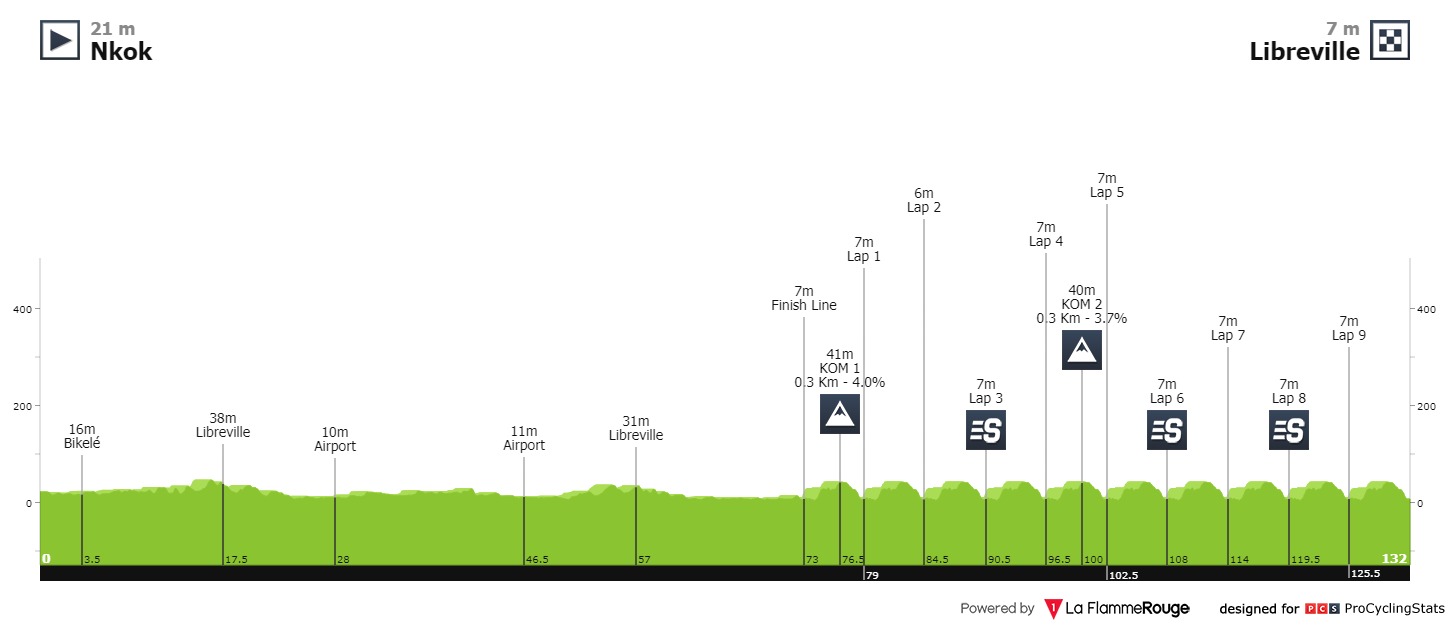 21 m
Nkok
7 m
Libreville
7m
Lap 5
6m
Lap 2
7m
Lap 4
7m
Lap 1
7m
Finish Line
40m
KOM 2
0.3 Km - 3.7%
400
400
7m
Lap 7
7m
Lap 9
41m
KOM 1
0.3 Km - 4.0%
7m
Lap 3
7m
Lap 6
7m
Lap 8
200
200
38m
Libreville
31m
Libreville
16m
Bikelé
10m
Airport
11m
Airport
S
S
S
0
0
0 3.5 17.5 28 46.5 57 73 76.5 84.5 90.5 96.5 100 108 114 119.5 132
79 102.5 125.5
Powered by 1 La FlammeRouge designed for PCS ProCyclingStats